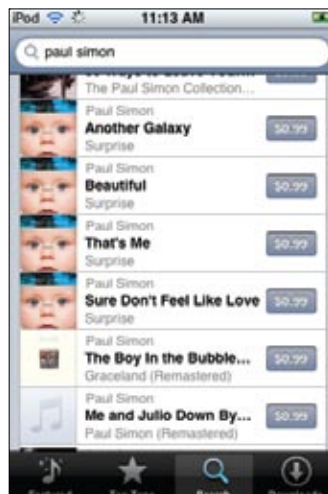 iPod 11:13 AM
paul simon
The Paul Simon Collection...
Paul Simon
Another Galaxy
$0.99
Surprise
Paul Simon
Beautiful
$0.99
Surprise
Paul Simon
That's Me
$0.99
Surprise
Paul Simon
Sure Don't Feel Like Love
$0.99
Surprise
Paul Simon
The Boy In the Bubble...
$0.99
Graceland (Remastered)
Paul Simon
Me and Julio Down By...
$0.99
Paul Simon (Remastered)